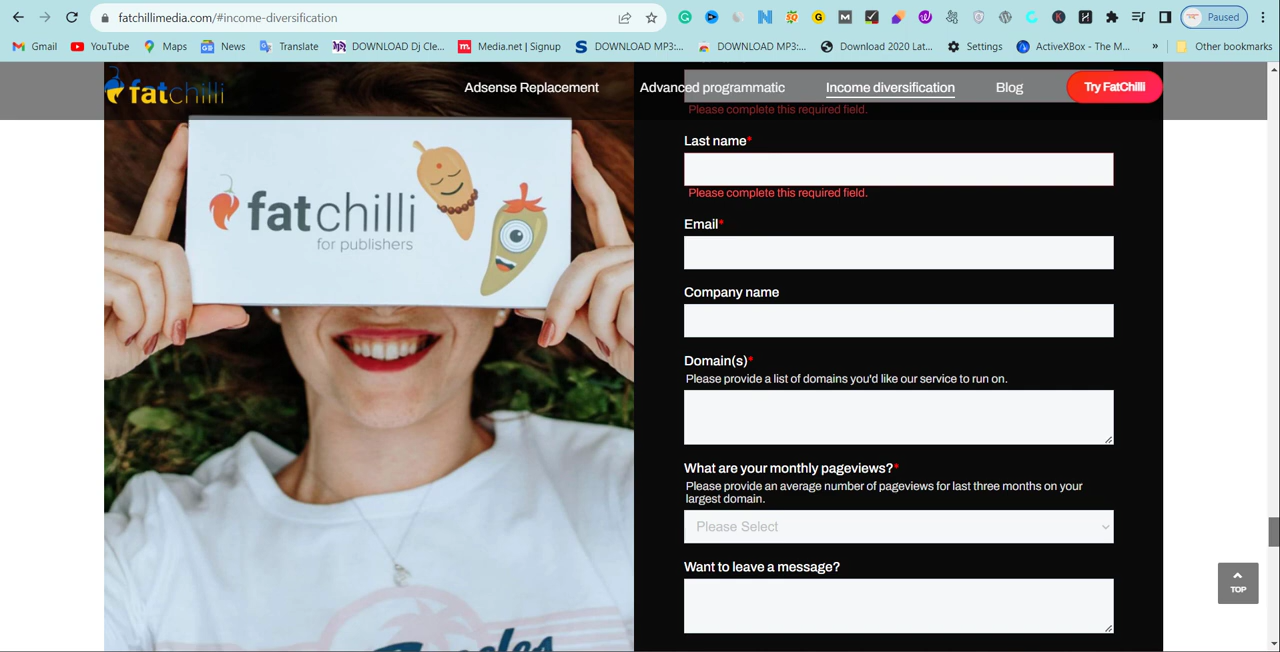 fatchillimedia.com/#income-diversification
Paused
Gmail
YouTube
Maps
News
Translate
DOWNLOAD Dj Cle...
Media.net | Signup
DOWNLOAD MP3:...
DOWNLOAD MP3:...
Download 2020 Lat...
Settings
ActiveXBox - The M...
»
Other bookmarks
fatchilli
Adsense Replacement
Advanced programmatic
Income diversification
Blog
Try FatChilli
Please complete this required field.
fatchilli
for publishers
Last name*
Please complete this required field.
Email*
Company name
Domain(s)*
Please provide a list of domains you'd like our service to run on.
What are your monthly pageviews?*
Please provide an average number of pageviews for last three months on your
largest domain.
Please Select
Want to leave a message?
TOP